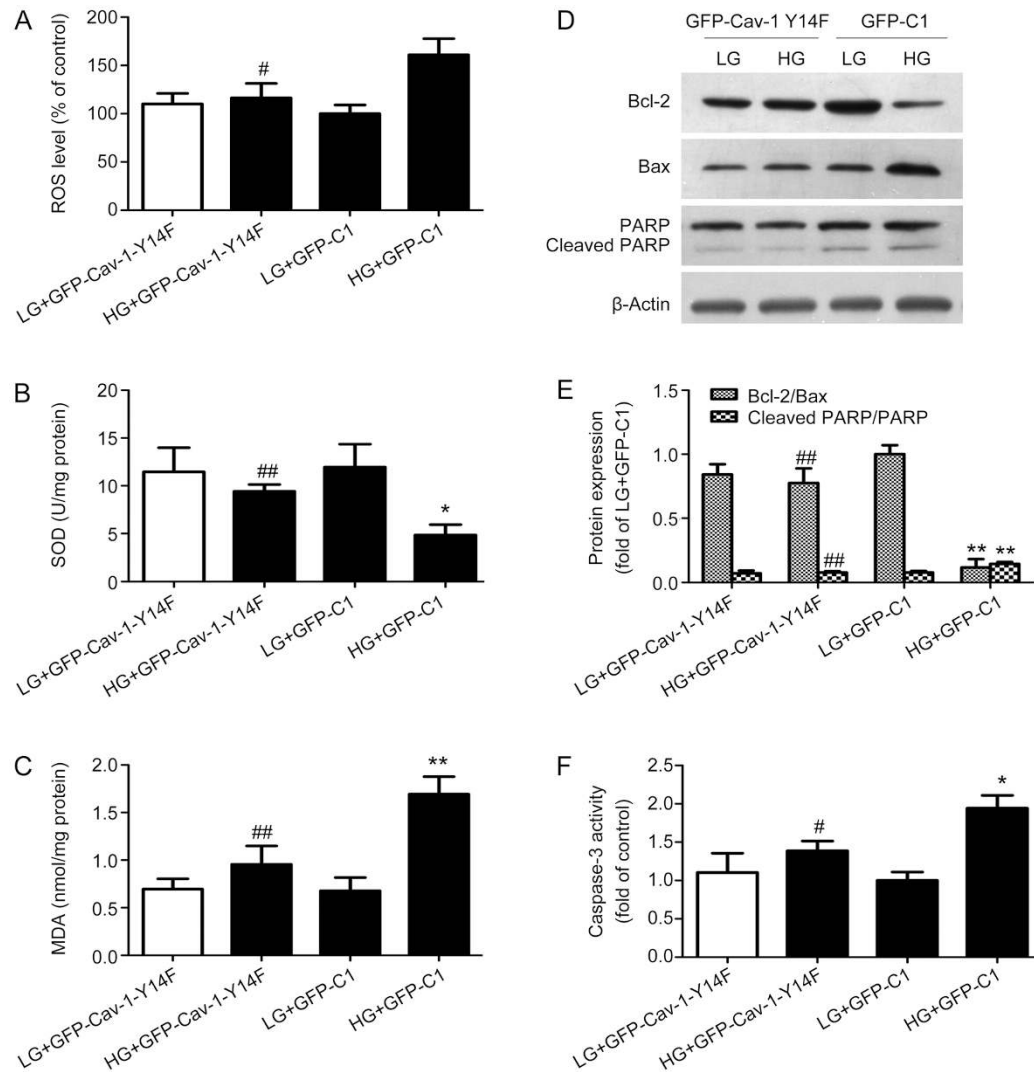 A
ROS level (% of control)
200
150
100
50
0
#
LG+GFP-Cav-1-Y14F
HG+GFP-Cav-1-Y14F
LG+GFP-C1
HG+GFP-C1
B
SOD (U/mg protein)
20
15
10
5
0
##
*
LG+GFP-Cav-1-Y14F
HG+GFP-Cav-1-Y14F
LG+GFP-C1
HG+GFP-C1
C
MDA (nmol/mg protein)
2.0
1.5
1.0
0.5
0.0
##
**
LG+GFP-Cav-1-Y14F
HG+GFP-Cav-1-Y14F
LG+GFP-C1
HG+GFP-C1
D
GFP-Cav-1 Y14F GFP-C1
LG HG LG HG
Bcl-2
Bax
PARP
Cleaved PARP
β-Actin
E
Protein expression
(fold of LG+GFP-C1)
1.5
1.0
0.5
0.0
Bcl-2/Bax
Cleaved PARP/PARP
##
##
** **
LG+GFP-Cav-1-Y14F
HG+GFP-Cav-1-Y14F
LG+GFP-C1
HG+GFP-C1
F
Caspase-3 activity
(fold of control)
2.5
2.0
1.5
1.0
0.5
0.0
#
*
LG+GFP-Cav-1-Y14F
HG+GFP-Cav-1-Y14F
LG+GFP-C1
HG+GFP-C1